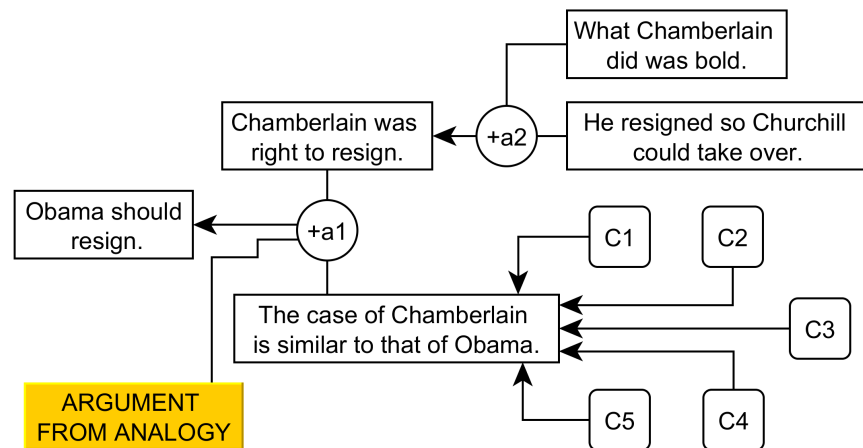 What Chamberlain
did was bold.
Chamberlain was
right to resign.
+a2
He resigned so Churchill
could take over.
Obama should
resign.
+a1
C1
C2
The case of Chamberlain
is similar to that of Obama.
C3
ARGUMENT
FROM ANALOGY
C5
C4